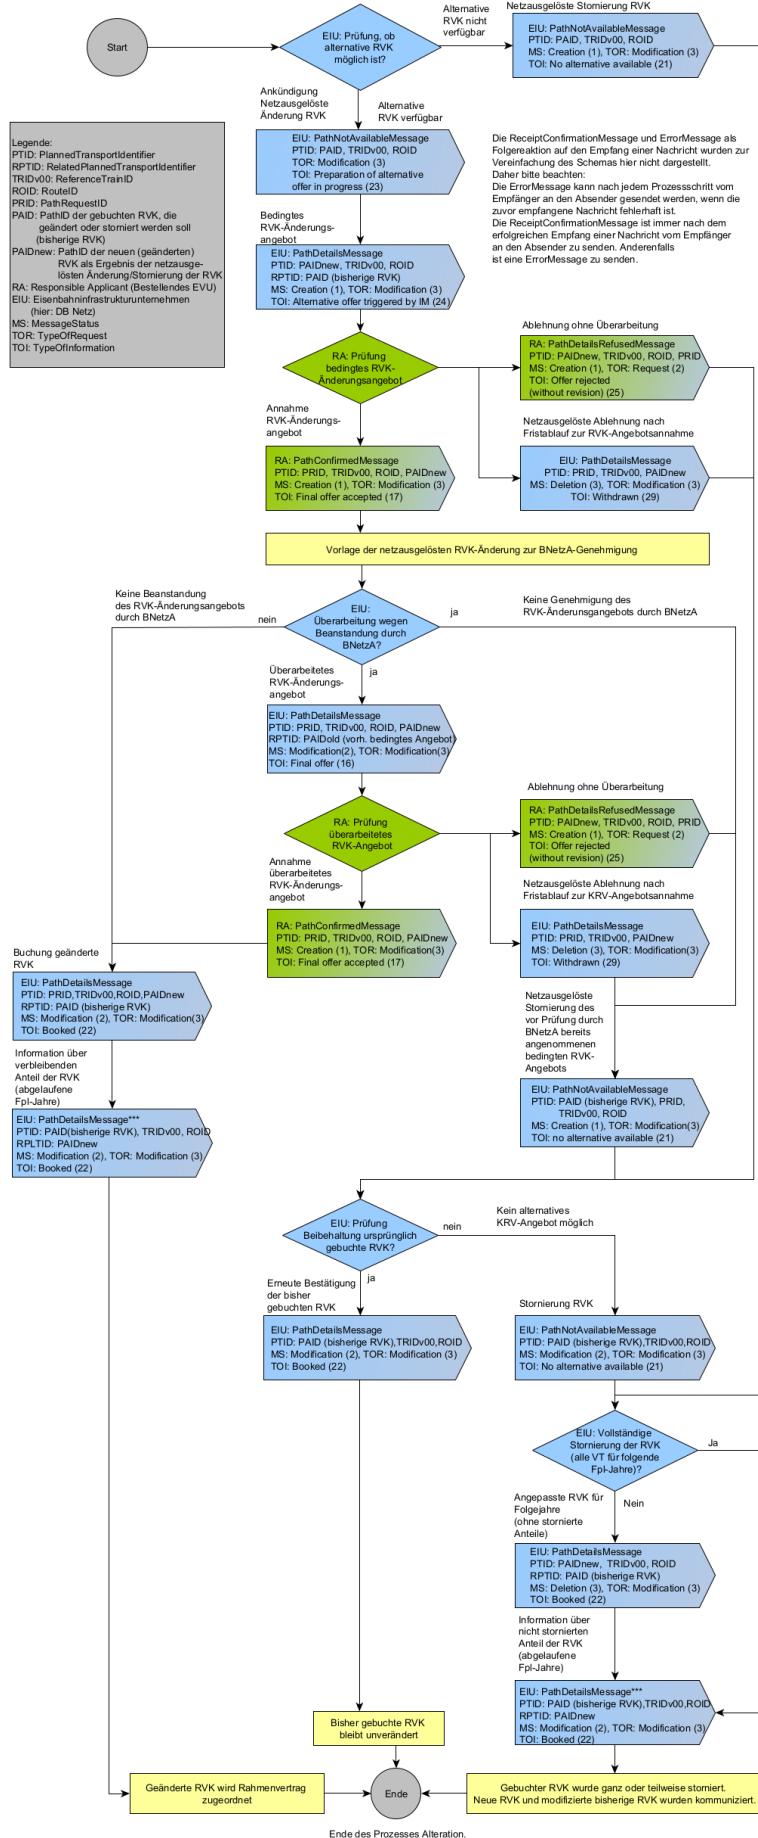 Netzausgelöste Stornierung RVK
Alternative
RVK nicht
verfügbar
Start
EIU: Prüfung, ob
alternative RVK
möglich ist?
EIU: PathNotAvailableMessage
PTID: PAID, TRIDv00, ROID
MS: Creation (1), TOR: Modification (3)
TOI: No alternative available (21)
Ankündigung
Netzausgelöste
Änderung RVK
Alternative
RVK verfügbar
EIU: PathNotAvailableMessage
PTID: PAID, TRIDv00, ROID
TOR: Modification (3)
TOI: Preparation of alternative
offer in progress (23)
Die ReceiptConfirmationMessage und ErrorMessage als
Folgereaktion auf den Empfang einer Nachricht wurden zur
Vereinfachung des Schemas hier nicht dargestellt.
Daher bitte beachten:
Die ErrorMessage kann nach jedem Prozessschritt vom
Empfänger an den Absender gesendet werden, wenn die
zuvor empfangene Nachricht fehlerhaft ist.
Die ReceiptConfirmationMessage ist immer nach dem
erfolgreichen Empfang einer Nachricht vom Empfänger
an den Absender zu senden. Anderenfalls
ist eine ErrorMessage zu senden.
Legende:
PTID: PlannedTransportIdentifier
RPTID: RelatedPlannedTransportIdentifier
TRIDv00: ReferenceTrainID
ROID: RouteID
PRID: PathRequestID
PAID: PathID der gebuchten RVK, die
geändert oder storniert werden soll
(bisherige RVK)
PAIDnew: PathID der neuen (geänderten)
RVK als Ergebnis der netzausge-
lösten Änderung/Stornierung der RVK
RA: Responsible Applicant (Bestellendes EVU)
EIU: Eisenbahninfrastrukturunternehmen
(hier: DB Netz)
MS: MessageStatus
TOR: TypeOfRequest
TOI: TypeOfInformation
Bedingtes
RVK-Änderungs-
angebot
EIU: PathDetailsMessage
PTID: PAIDnew, TRIDv00, ROID
RPTID: PAID (bisherige RVK)
MS: Creation (1), TOR: Modification (3)
TOI: Alternative offer triggered by IM (24)
RA: Prüfung
bedingtes RVK-
Änderungsangebot
Ablehnung ohne Überarbeitung
RA: PathDetailsRefusedMessage
PTID: PAIDnew, TRIDv00, ROID, PRID
MS: Creation (1), TOR: Request (2)
TOI: Offer rejected
(without revision) (25)
Annahme
RVK-Änderungs-
angebot
Netzausgelöste Ablehnung nach
Fristablauf zur RVK-Angebotsannahme
RA: PathConfirmedMessage
PTID: PRID, TRIDv00, ROID, PAIDnew
MS: Creation (1), TOR: Modification (3)
TOI: Final offer accepted (17)
EIU: PathDetailsMessage
PTID: PRID, TRIDv00, PAIDnew
MS: Deletion (3), TOR: Modification (3)
TOI: Withdrawn (29)
Vorlage der netzausgelösten RVK-Änderung zur BNetzA-Genehmigung
Keine Beanstandung
des RVK-Änderungsangebots
durch BNetzA
nein
EIU:
Überarbeitung wegen
Beanstandung durch
BNetzA?
ja
Keine Genehmigung des
RVK-Änderunsgangebots durch BNetzA
Überarbeitetes
RVK-Änderungs-
angebot
ja
EIU: PathDetailsMessage
PTID: PRID, TRIDv00, ROID, PAIDnew
RPTID: PAIDold (vorh. bedingtes Angebot)
MS: Modification(2), TOR: Modification(3)
TOI: Final offer (16)
Ablehnung ohne Überarbeitung
RA: Prüfung
überarbeitetes
RVK-Angebot
RA: PathDetailsRefusedMessage
PTID: PAIDnew, TRIDv00, ROID, PRID
MS: Creation (1), TOR: Request (2)
TOI: Offer rejected
(without revision) (25)
Annahme
überarbeitetes
RVK-Änderungs-
angebot
Netzausgelöste Ablehnung nach
Fristablauf zur KRV-Angebotsannahme
RA: PathConfirmedMessage
PTID: PRID, TRIDv00, ROID, PAIDnew
MS: Creation (1), TOR: Modification(3)
TOI: Final offer accepted (17)
EIU: PathDetailsMessage
PTID: PRID, TRIDv00, PAIDnew
MS: Deletion (3), TOR: Modification(3)
TOI: Withdrawn (29)
Buchung geänderte
RVK
EIU: PathDetailsMessage
PTID: PRID,TRIDv00,ROID,PAIDnew
RPTID: PAID (bisherige RVK)
MS: Modification (2), TOR: Modification(3)
TOI: Booked (22)
Netzausgelöste
Stornierung des
vor Prüfung durch
BNetzA bereits
angenommenen
bedingten RVK-
Angebots
Information über
verbleibenden
Anteil der RVK
(abgelaufene
Fpl-Jahre)
EIU: PathNotAvailableMessage
PTID: PAID (bisherige RVK), PRID,
TRIDv00, ROID
MS: Creation (1), TOR: Modification(3)
TOI: no alternative available (21)
EIU: PathDetailsMessage***
PTID: PAID(bisherige RVK), TRIDv00, ROID
RPLTID: PAIDnew
MS: Modification (2), TOR: Modification (3)
TOI: Booked (22)
EIU: Prüfung
Beibehaltung ursprünglich
gebuchte RVK?
nein
Kein alternatives
KRV-Angebot möglich
Erneute Bestätigung
der bisher
gebuchten RVK
ja
Stornierung RVK
EIU: PathDetailsMessage
PTID: PAID (bisherige RVK),TRIDv00,ROID
MS: Modification (2), TOR: Modification (3)
TOI: Booked (22)
EIU: PathNotAvailableMessage
PTID: PAID (bisherige RVK),TRIDv00,ROID
MS: Modification (2), TOR: Modification (3)
TOI: No alternative available (21)
EIU: Vollständige
Stornierung der RVK
(alle VT für folgende
Fpl-Jahre)?
Ja
Angepasste RVK für
Folgejahre
(ohne stornierte
Anteile)
Nein
EIU: PathDetailsMessage
PTID: PAIDnew, TRIDv00, ROID
RPTID: PAID (bisherige RVK)
MS: Deletion (3), TOR: Modification (3)
TOI: Booked (22)
Information über
nicht stornierten
Anteil der RVK
(abgelaufene
Fpl-Jahre)
EIU: PathDetailsMessage***
PTID: PAID (bisherige RVK),TRIDv00,ROID
RPTID: PAIDnew
MS: Modification (2), TOR: Modification (3)
TOI: Booked (22)
Bisher gebuchte RVK
bleibt unverändert
Geänderte RVK wird Rahmenvertrag
zugeordnet
Ende
Gebuchter RVK wurde ganz oder teilweise storniert.
Neue RVK und modifizierte bisherige RVK wurden kommuniziert.
Ende des Prozesses Alteration.